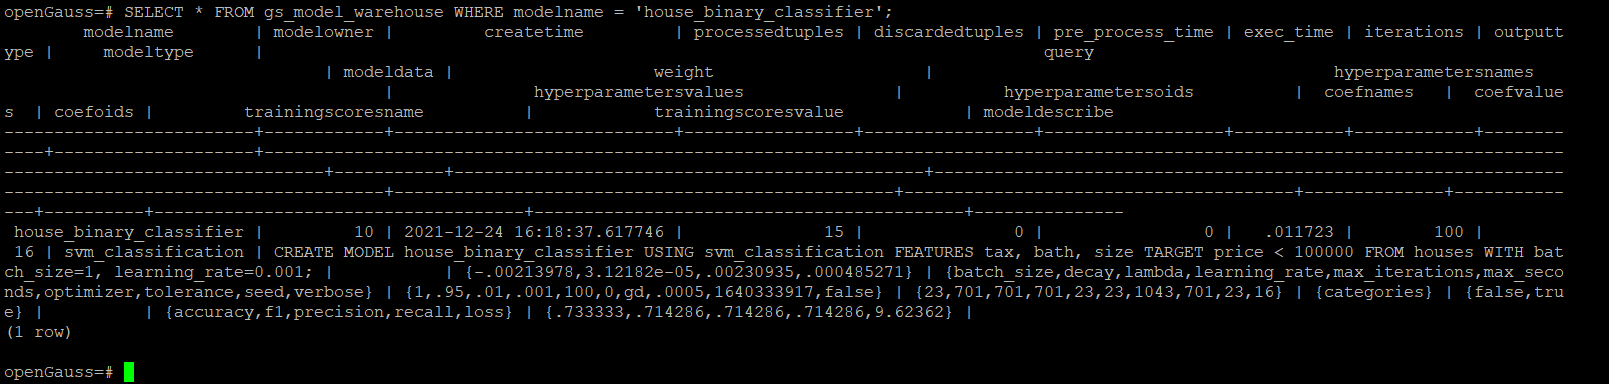 openGauss=# SELECT * FROM gs_model_warehouse WHERE modelname = 'house_binary_classifier';
        modelname        | modelowner |         createtime         | processedtuples | discardedtuples | pre_process_time | exec_time | iterations | outputt
ype |     modeltype      |                                                                              query
                                | modeldata |                    weight                     |                                        hyperparametersnames
                                      |              hyperparametersvalues               |          hyperparametersoids          |  coefnames   |  coefvalue
s  | coefoids |         trainingscoresname          |            trainingscoresvalue            | modeldescribe
-------------------------+------------+----------------------------+-----------------+-----------------+------------------+-----------+------------+--------
----+--------------------+-----------------------------------------------------------------------------------------------------------------------------------
--------------------------------+-----------+-----------------------------------------------+---------------------------------------------------------------
--------------------------------------+--------------------------------------------------+---------------------------------------+--------------+-----------
---+----------+-------------------------------------+-------------------------------------------+---------------
 house_binary_classifier |         10 | 2021-12-24 16:18:37.617746 |              15 |               0 |                0 |   .011723 |        100 |
 16 | svm_classification | CREATE MODEL house_binary_classifier USING svm_classification FEATURES tax, bath, size TARGET price < 100000 FROM houses WITH bat
ch_size=1, learning_rate=0.001; |           | {-.00213978,3.12182e-05,.00230935,.000485271} | {batch_size,decay,lambda,learning_rate,max_iterations,max_seco
nds,optimizer,tolerance,seed,verbose} | {1,.95,.01,.001,100,0,gd,.0005,1640333917,false} | {23,701,701,701,23,23,1043,701,23,16} | {categories} | {false,tru
e} |          | {accuracy,f1,precision,recall,loss} | {.733333,.714286,.714286,.714286,9.62362} |
(1 row)
openGauss=#